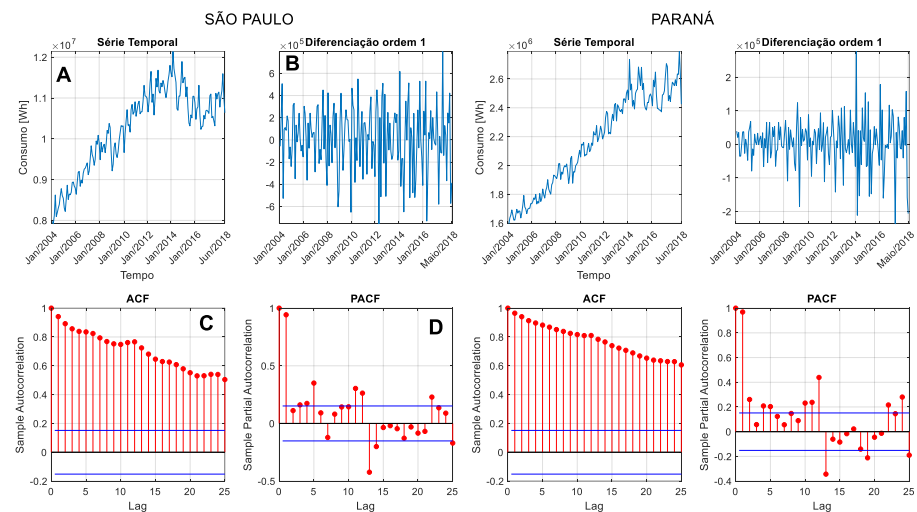 SÃO PAULO
PARANÁ
×10⁷
Série Temporal
A
1.2
1.1
1
0.9
0.8
Consumo [Wh]
Jan/2004
Jan/2006
Jan/2008
Jan/2010
Jan/2012
Jan/2014
Jan/2016
Jun/2018
Tempo
×10⁵
Diferenciação ordem 1
B
6
4
2
0
-2
-4
-6
Jan/2004
Jan/2006
Jan/2008
Jan/2010
Jan/2012
Jan/2014
Jan/2016
Maio/2018
×10⁶
Série Temporal
2.6
2.4
2.2
2
1.8
1.6
Consumo [Wh]
Jan/2004
Jan/2006
Jan/2008
Jan/2010
Jan/2012
Jan/2014
Jan/2016
Jun/2018
Tempo
×10⁵
Diferenciação ordem 1
2
1
0
-1
-2
Jan/2004
Jan/2006
Jan/2008
Jan/2010
Jan/2012
Jan/2014
Jan/2016
Maio/2018
ACF
C
1
0.8
0.6
0.4
0.2
0
-0.2
Sample Autocorrelation
0 5 10 15 20 25
Lag
PACF
D
1
0.5
0
-0.5
Sample Partial Autocorrelation
0 5 10 15 20 25
Lag
ACF
1
0.8
0.6
0.4
0.2
0
-0.2
Sample Autocorrelation
0 5 10 15 20 25
Lag
PACF
1
0.8
0.6
0.4
0.2
0
-0.2
-0.4
Sample Partial Autocorrelation
0 5 10 15 20 25
Lag